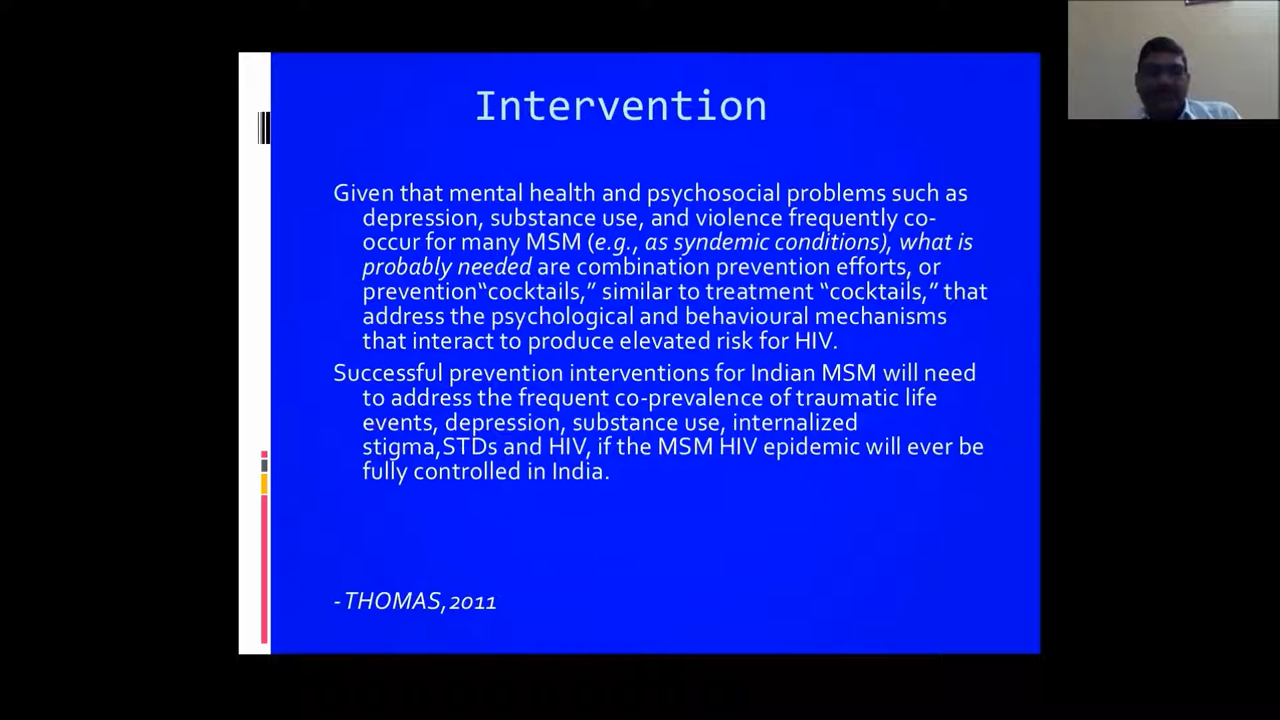 Intervention
Given that mental health and psychosocial problems such as
depression, substance use, and violence frequently co-
occur for many MSM (e.g., as syndemic conditions), what is
probably needed are combination prevention efforts, or
prevention“cocktails,” similar to treatment “cocktails,” that
address the psychological and behavioural mechanisms
that interact to produce elevated risk for HIV.
Successful prevention interventions for Indian MSM will need
to address the frequent co-prevalence of traumatic life
events, depression, substance use, internalized
stigma,STDs and HIV, if the MSM HIV epidemic will ever be
fully controlled in India.
- THOMAS,2011